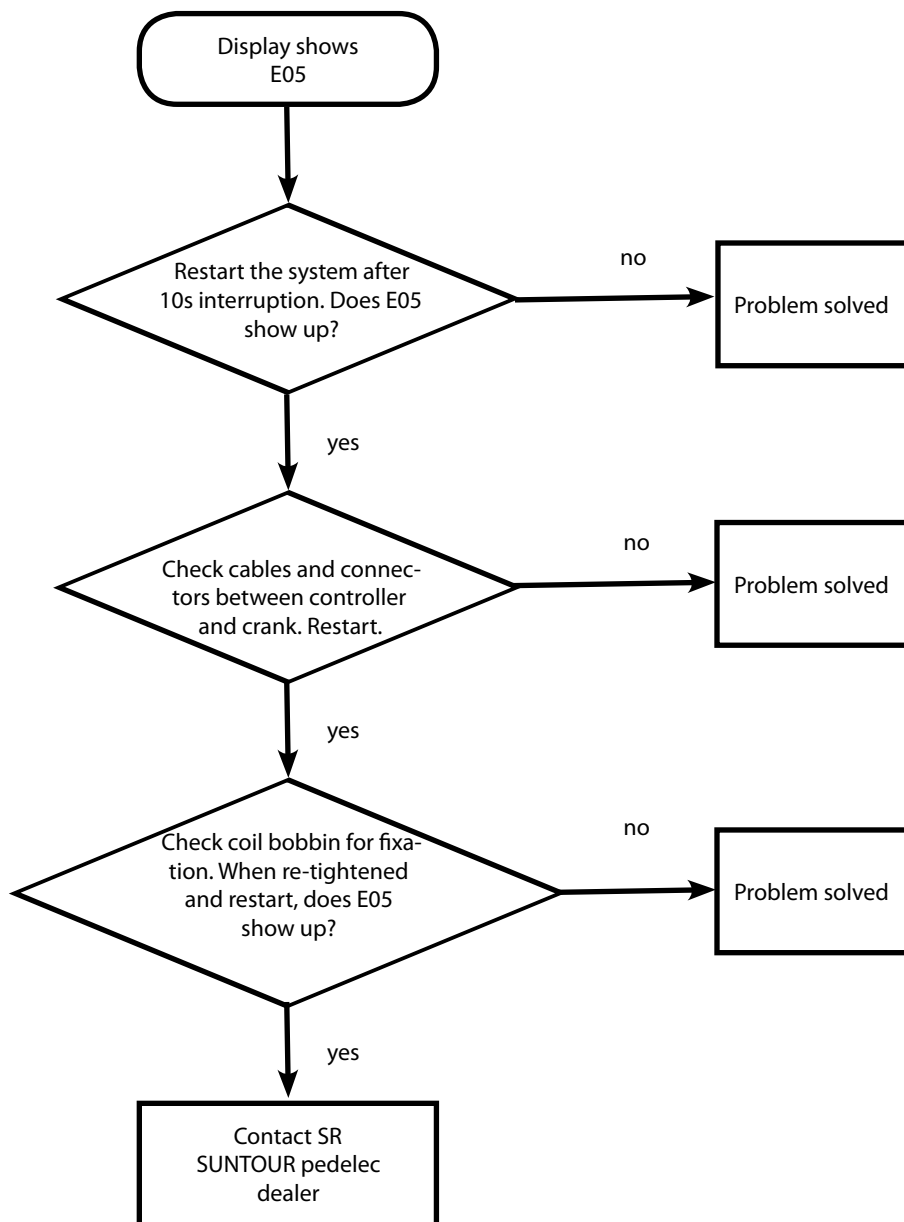 Display shows
E05
Restart the system after
10s interruption. Does E05
show up?
no
Problem solved
yes
Check cables and connec-
tors between controller
and crank. Restart.
no
Problem solved
yes
Check coil bobbin for fixa-
tion. When re-tightened
and restart, does E05
show up?
no
Problem solved
yes
Contact SR
SUNTOUR pedelec
dealer